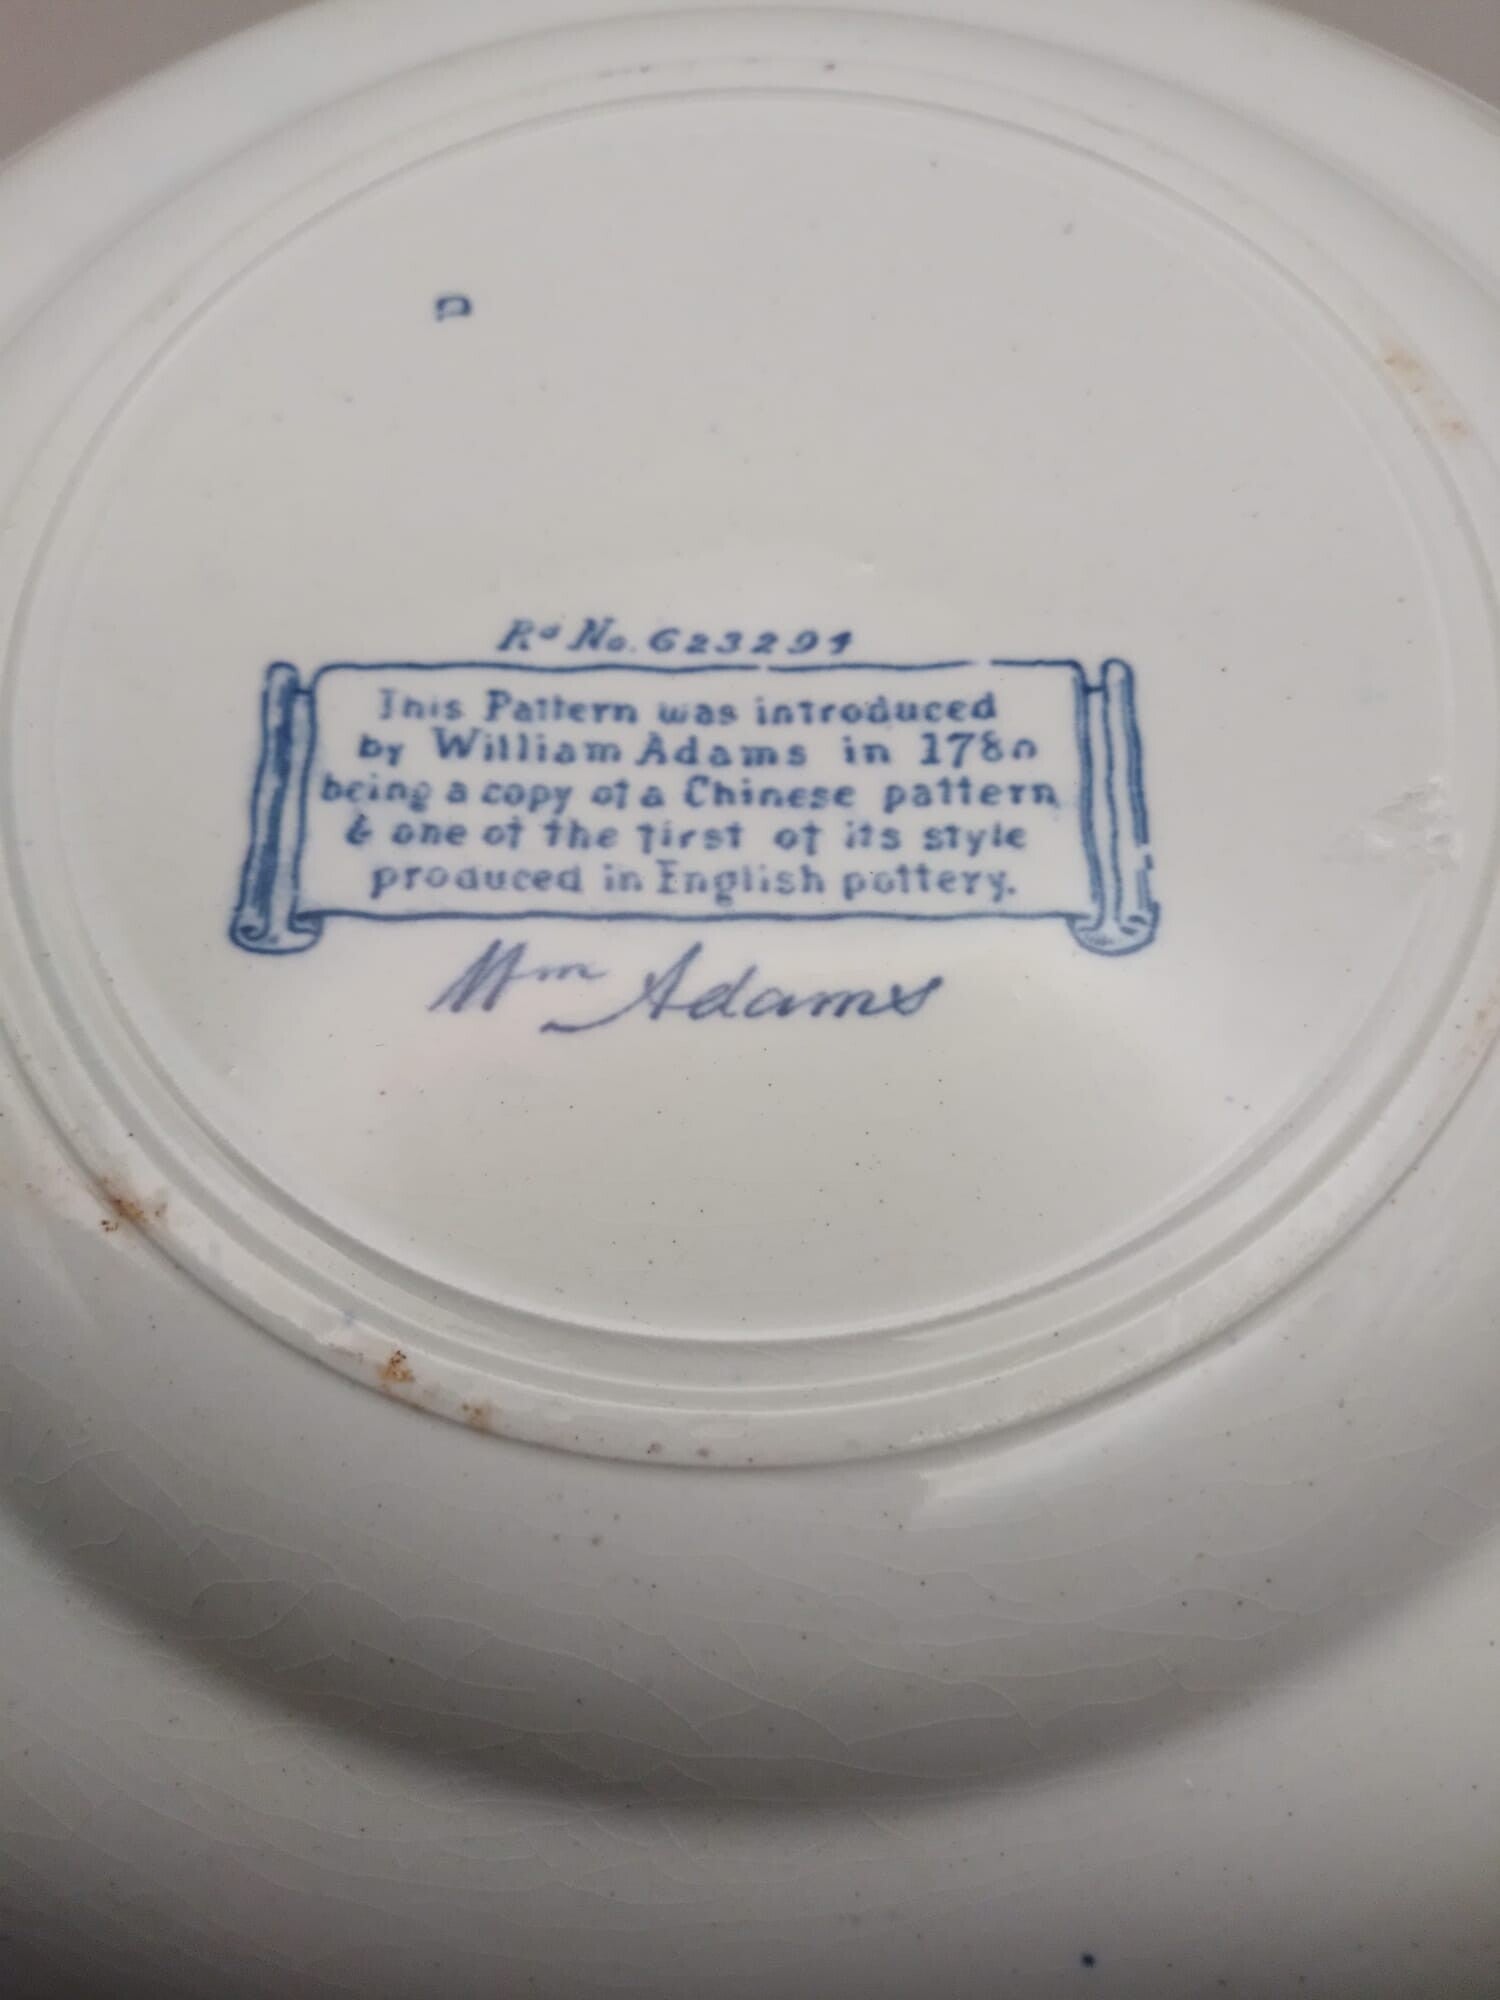 D
Rd No. 623294
This Pattern was introduced
by William Adams in 1780
being a copy of a Chinese pattern
& one of the first of its style
produced in English pottery.
Wm Adams